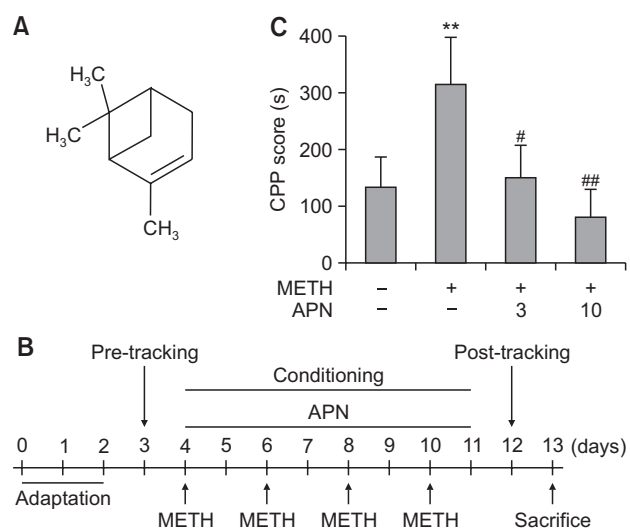 A
H₃C
H₃C
CH₃
C
CPP score (s)
400
300
200
100
0
**
#
##
METH – + + +
APN – – 3 10
B
Pre-tracking
Post-tracking
Conditioning
APN
0 1 2 3 4 5 6 7 8 9 10 11 12 13 (days)
Adaptation
METH METH METH METH
Sacrifice